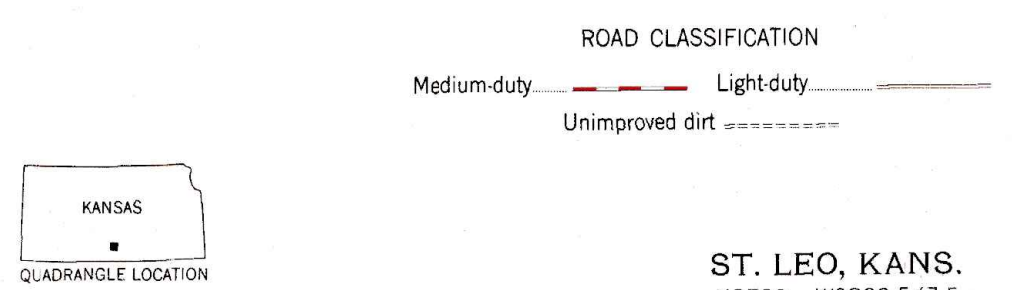 ROAD CLASSIFICATION
Medium-duty Light-duty
Unimproved dirt
KANSAS
QUADRANGLE LOCATION
ST. LEO, KANS.